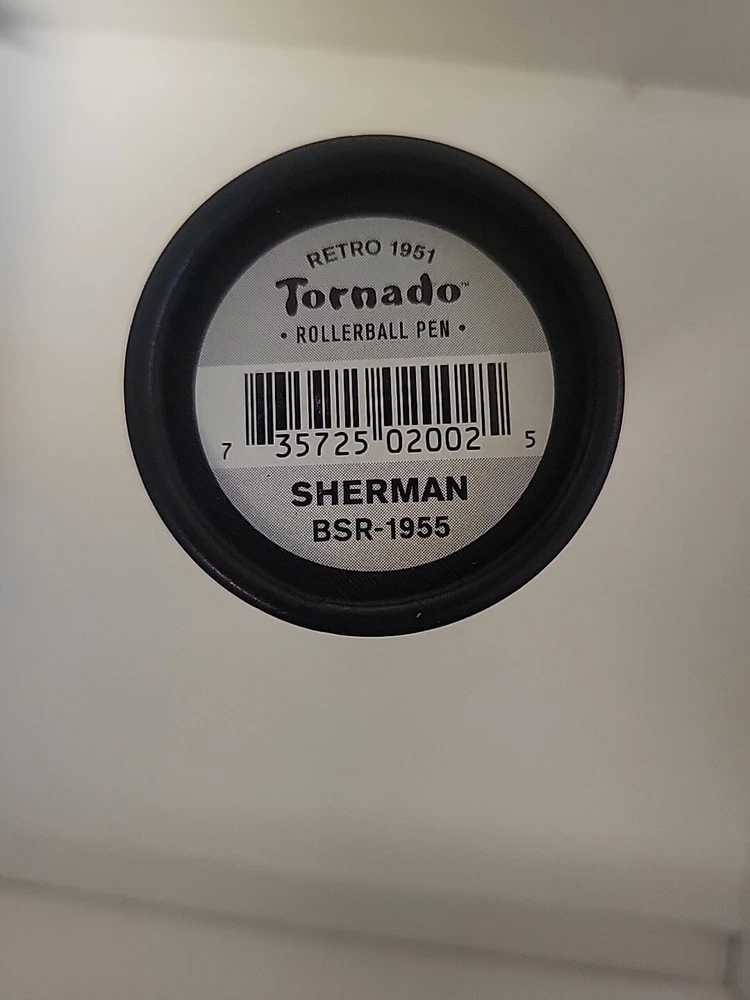 RETRO 1951
Tornado™
• ROLLERBALL PEN •
7 35725 02002 5
SHERMAN
BSR-1955